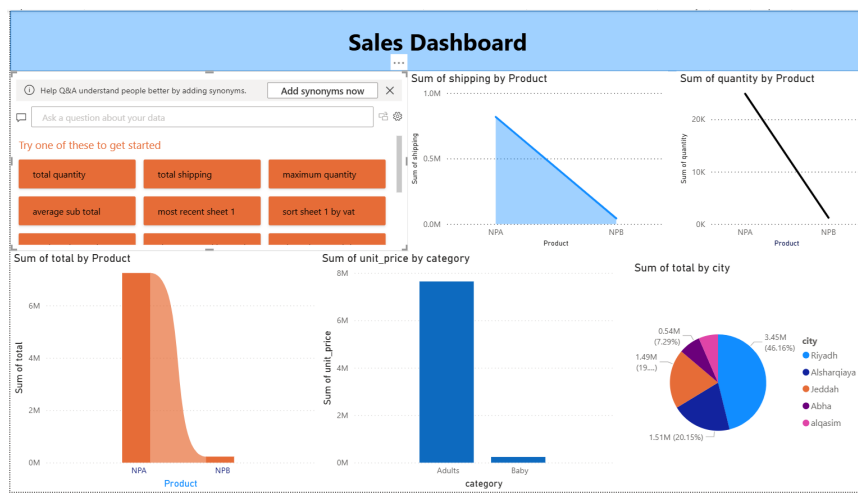 Sales Dashboard
Help Q&A understand people better by adding synonyms.
Add synonyms now
Ask a question about your data
Try one of these to get started
total quantity
total shipping
maximum quantity
average sub total
most recent sheet 1
sort sheet 1 by vat
Sum of shipping by Product
Sum of shipping
1.0M
0.5M
0.0M
NPA
NPB
Product
Sum of quantity by Product
Sum of quantity
20K
10K
0K
NPA
NPB
Product
Sum of total by Product
Sum of total
6M
4M
2M
0M
NPA
NPB
Product
Sum of unit_price by category
Sum of unit_price
8M
6M
4M
2M
0M
Adults
Baby
category
Sum of total by city
0.54M
(7.29%)
1.49M
(19....)
1.51M (20.15%)
3.45M
(46.16%)
city
Riyadh
Alsharqiaya
Jeddah
Abha
alqasim